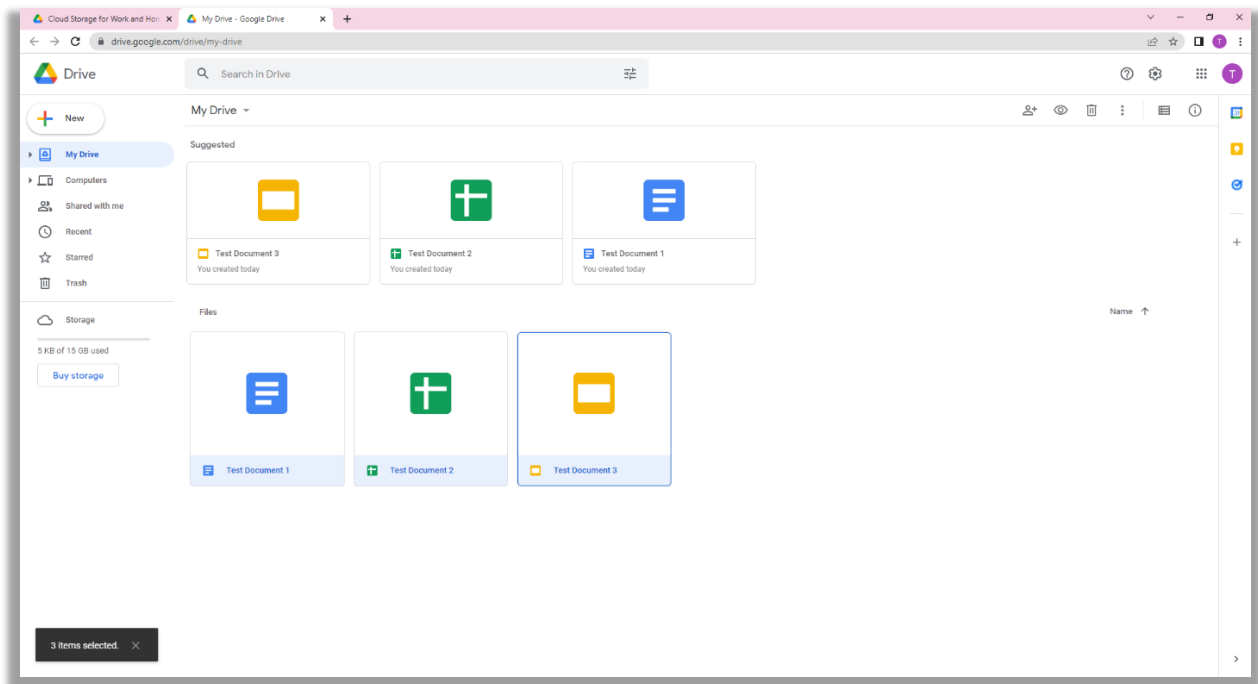 Cloud Storage for Work and Hom
My Drive - Google Drive
drive.google.com/drive/my-drive
T
Drive
Search in Drive
T
New
My Drive
My Drive
Computers
Shared with me
Recent
Starred
Trash
Storage
5 KB of 15 GB used
Buy storage
Suggested
Test Document 3
You created today
Test Document 2
You created today
Test Document 1
You created today
Files
Name
Test Document 1
Test Document 2
Test Document 3
3 items selected.